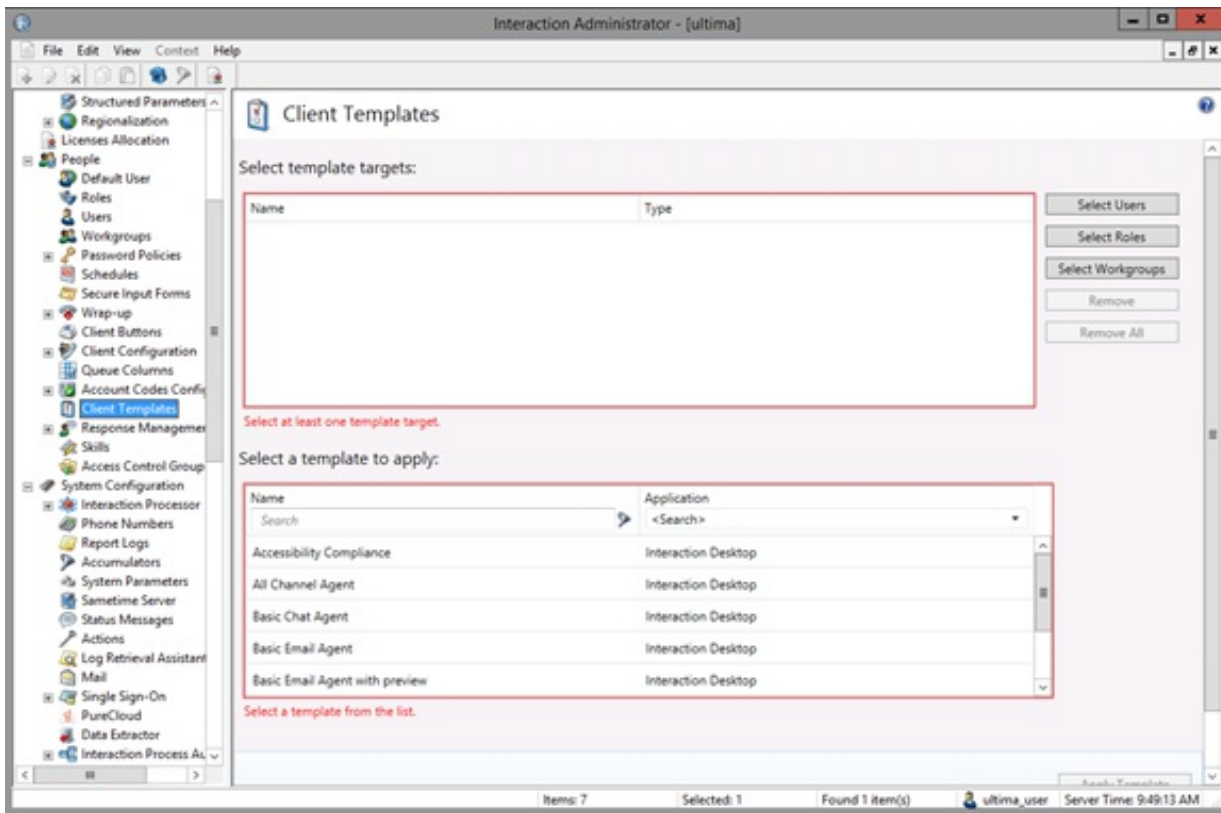 Interaction Administrator - [ultima]
File Edit View Context Help
Structured Parameters
Regionalization
Licenses Allocation
People
Default User
Roles
Users
Workgroups
Password Policies
Schedules
Secure Input Forms
Wrap-up
Client Buttons
Client Configuration
Queue Columns
Account Codes Config
Client Templates
Response Managemen
Skills
Access Control Group
System Configuration
Interaction Processor
Phone Numbers
Report Logs
Accumulators
System Parameters
Sametime Server
Status Messages
Actions
Log Retrieval Assistant
Mail
Single Sign-On
PureCloud
Data Extractor
Interaction Process Au
Client Templates
Select template targets:
Name Type
Select Users
Select Roles
Select Workgroups
Remove
Remove All
Select at least one template target.
Select a template to apply:
Name Application
Search <Search>
Accessibility Compliance Interaction Desktop
All Channel Agent Interaction Desktop
Basic Chat Agent Interaction Desktop
Basic Email Agent Interaction Desktop
Basic Email Agent with preview Interaction Desktop
Select a template from the list.
Apply Template
Items: 7 Selected: 1 Found 1 item(s) ultima_user Server Time: 9:49:13 AM